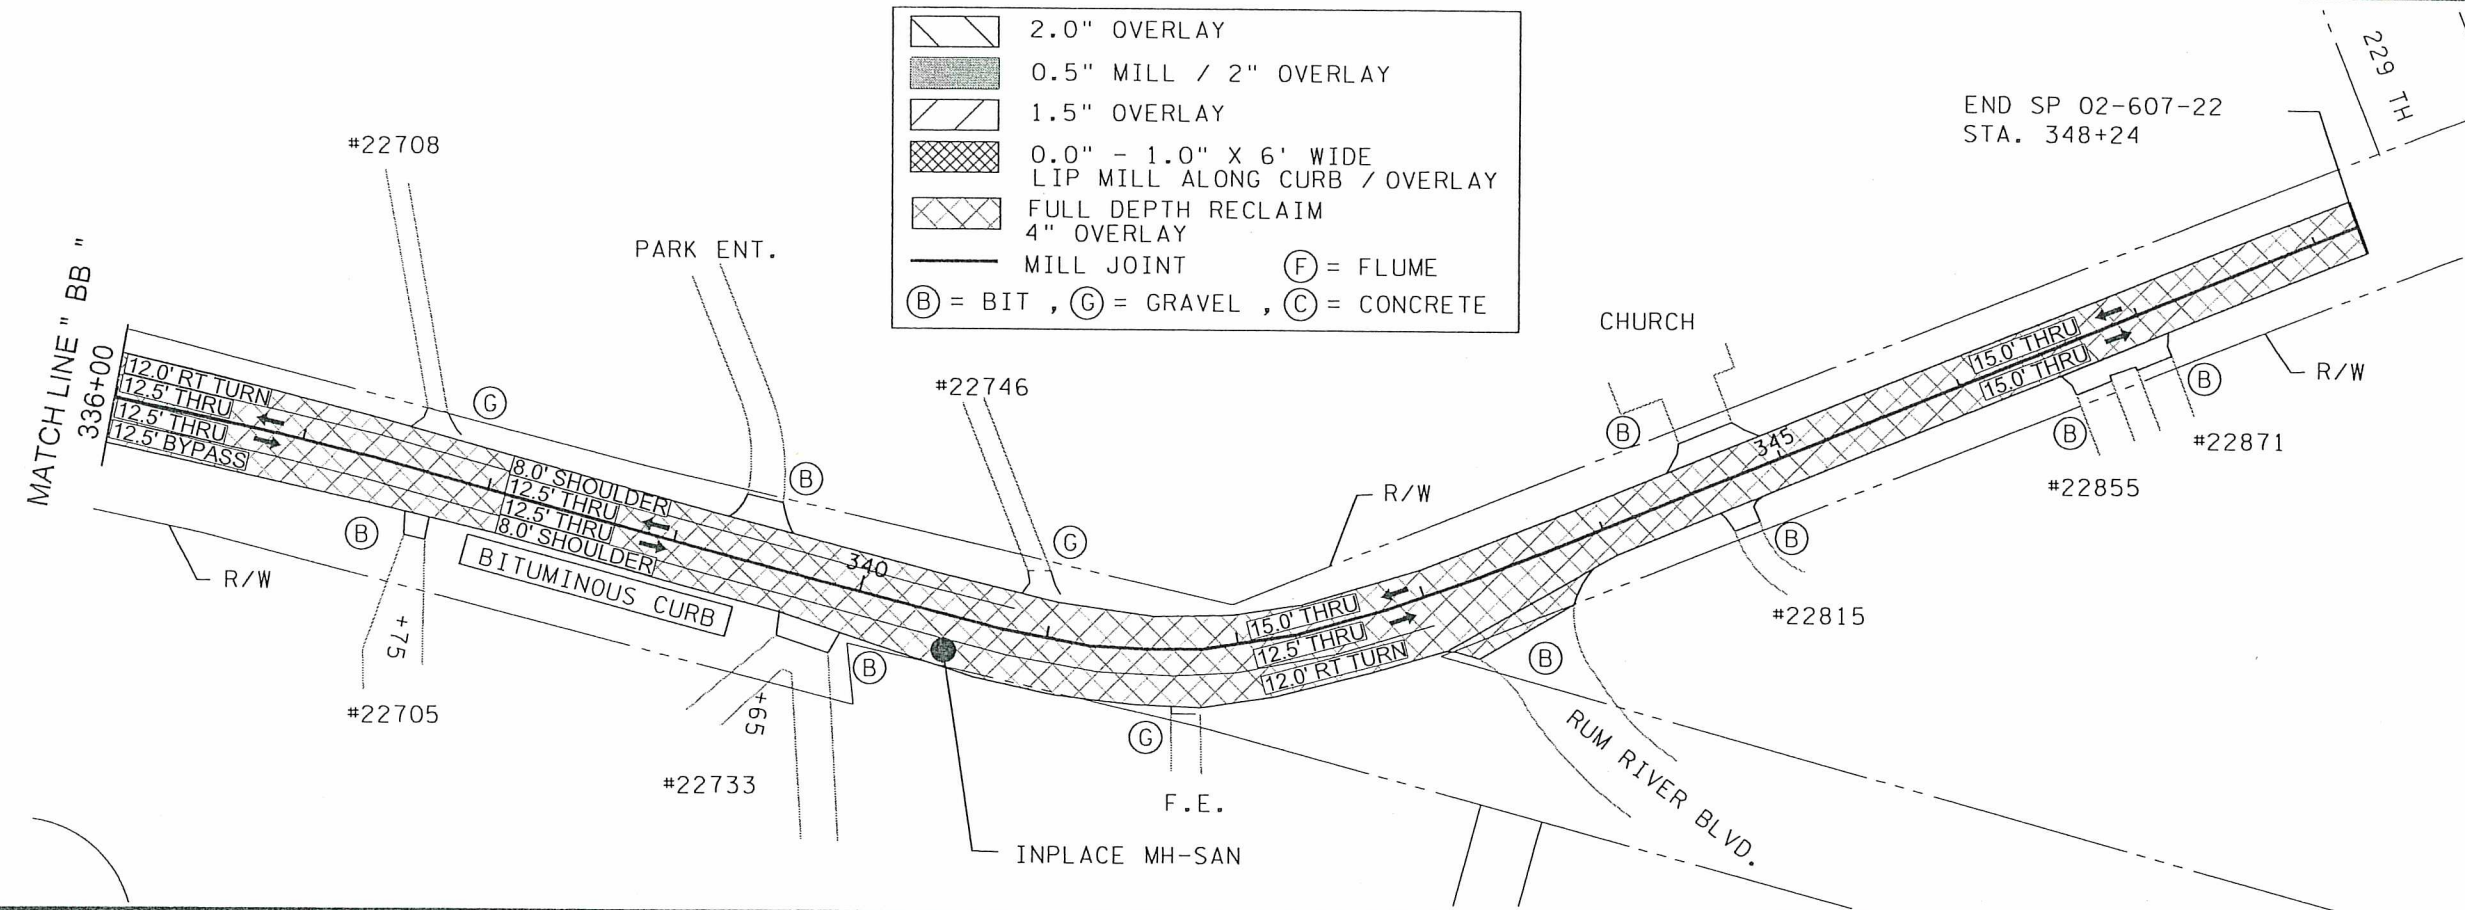 2.0" OVERLAY
0.5" MILL / 2" OVERLAY
1.5" OVERLAY
0.0" - 1.0" X 6' WIDE
LIP MILL ALONG CURB / OVERLAY
FULL DEPTH RECLAIM
4" OVERLAY
MILL JOINT
F = FLUME
B = BIT , G = GRAVEL , C = CONCRETE
229 TH
END SP 02-607-22
STA. 348+24
#22708
PARK ENT.
MATCH LINE " BB "
336+00
12.0' RT TURN
12.5' THRU
12.5' THRU
12.5' BYPASS
G
B
R/W
BITUMINOUS CURB
8.0' SHOULDER
12.5' THRU
12.5' THRU
8.0' SHOULDER
B
340
#22746
G
R/W
CHURCH
B
345
15.0' THRU
15.0' THRU
R/W
B
#22871
B
#22855
B
#22815
15.0' THRU
12.5' THRU
12.0' RT TURN
B
RUM RIVER BLVD.
+75
#22705
+65
#22733
B
G
F.E.
INPLACE MH-SAN